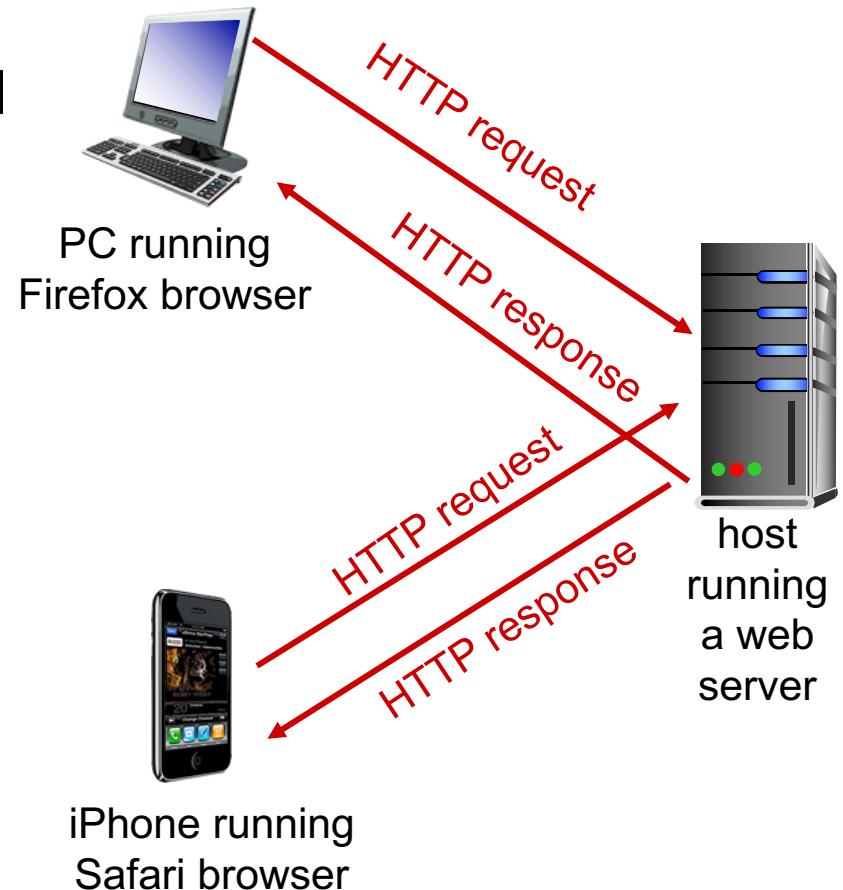 HTTP request
PC running
Firefox browser
HTTP response
HTTP request
host
running
a web
server
HTTP response
iPhone running
Safari browser